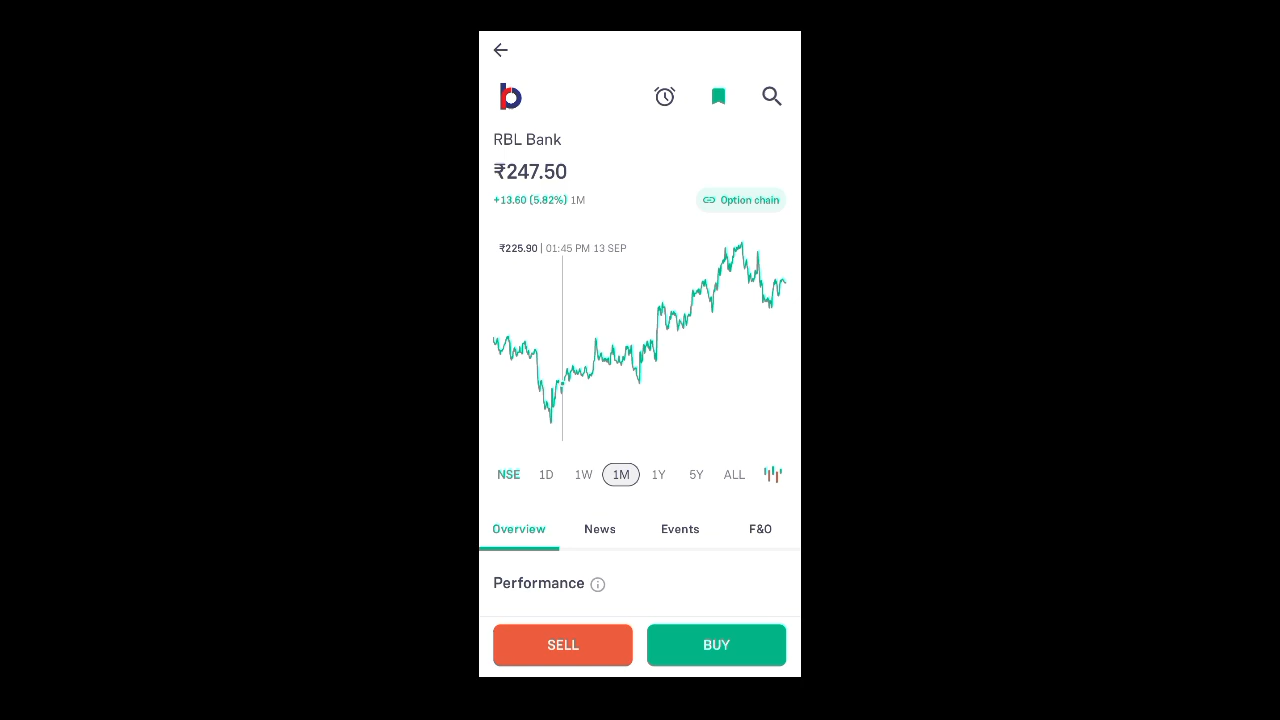 RBL Bank
₹247.50
+13.60 (5.82%) 1M
Option chain
₹225.90 | 01:45 PM 13 SEP
NSE 1D 1W 1M 1Y 5Y ALL
Overview News Events F&O
Performance
SELL BUY